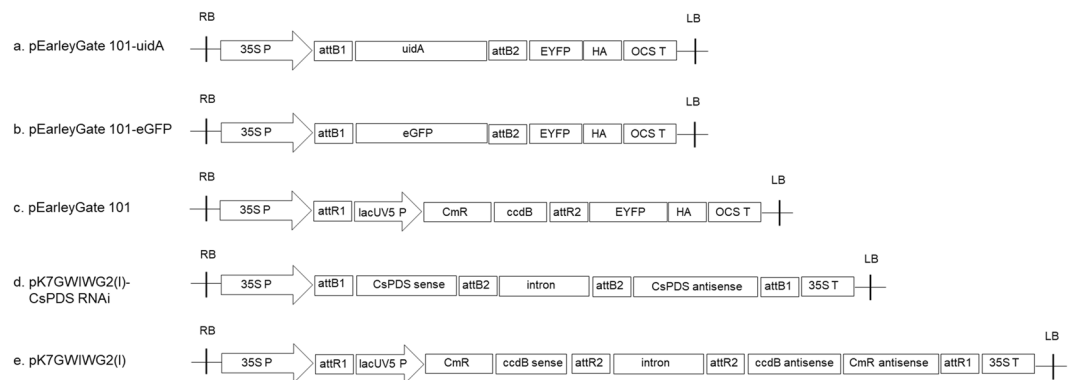 RB LB
a. pEarleyGate 101-uidA 35S P attB1 uidA attB2 EYFP HA OCS T
RB LB
b. pEarleyGate 101-eGFP 35S P attB1 eGFP attB2 EYFP HA OCS T
RB LB
c. pEarleyGate 101 35S P attR1 lacUV5 P CmR ccdB attR2 EYFP HA OCS T
RB LB
d. pK7GWIWG2(I)- 35S P attB1 CsPDS sense attB2 intron attB2 CsPDS antisense attB1 35S T
CsPDS RNAi
RB LB
e. pK7GWIWG2(I) 35S P attR1 lacUV5 P CmR ccdB sense attR2 intron attR2 ccdB antisense CmR antisense attR1 35S T